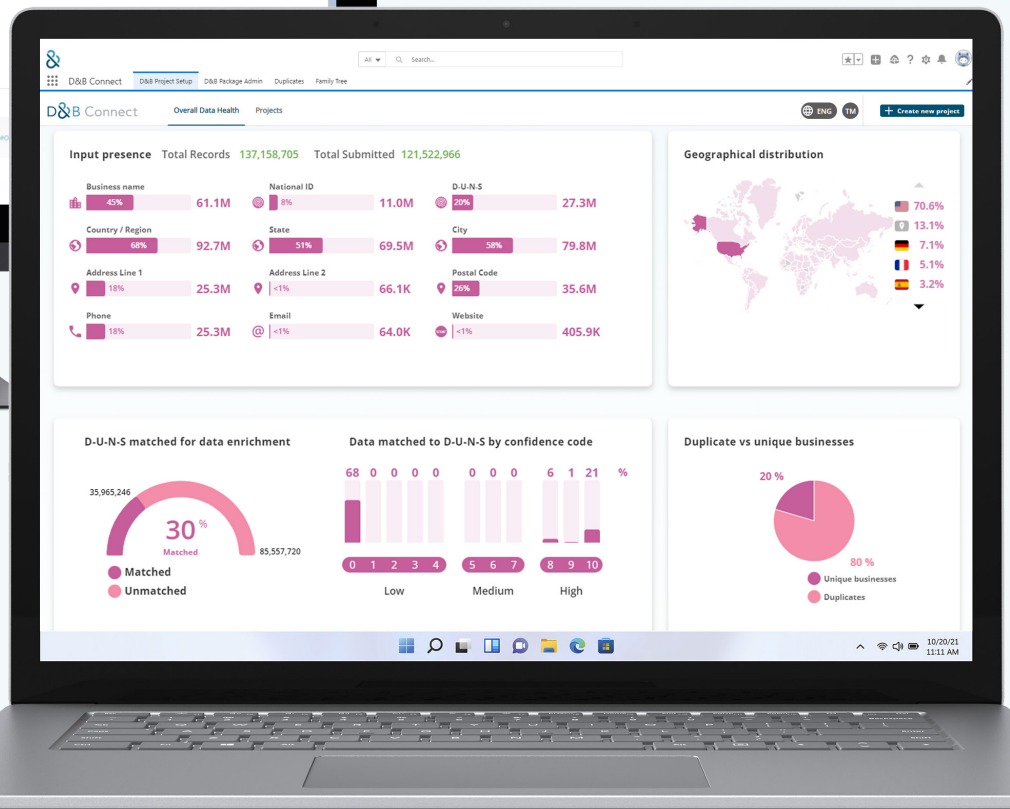 &
All
Search...
D&B Connect D&B Project Setup D&B Package Admin Duplicates Family Tree
D&B Connect Overall Data Health Projects
ENG TM + Create new project
Input presence Total Records 137,158,705 Total Submitted 121,522,966
Business name National ID D-U-N-S
45% 61.1M 8% 11.0M 20% 27.3M
Country / Region State City
68% 92.7M 51% 69.5M 58% 79.8M
Address Line 1 Address Line 2 Postal Code
18% 25.3M <1% 66.1K 26% 35.6M
Phone Email Website
18% 25.3M @ <1% 64.0K <1% 405.9K
Geographical distribution
70.6%
13.1%
7.1%
5.1%
3.2%
D-U-N-S matched for data enrichment
35,965,246
30 %
Matched
85,557,720
Matched
Unmatched
Data matched to D-U-N-S by confidence code
68 0 0 0 0 0 0 0 6 1 21 %
0 1 2 3 4 5 6 7 8 9 10
Low Medium High
Duplicate vs unique businesses
20 %
80 %
Unique businesses
Duplicates
10/20/21
11:11 AM